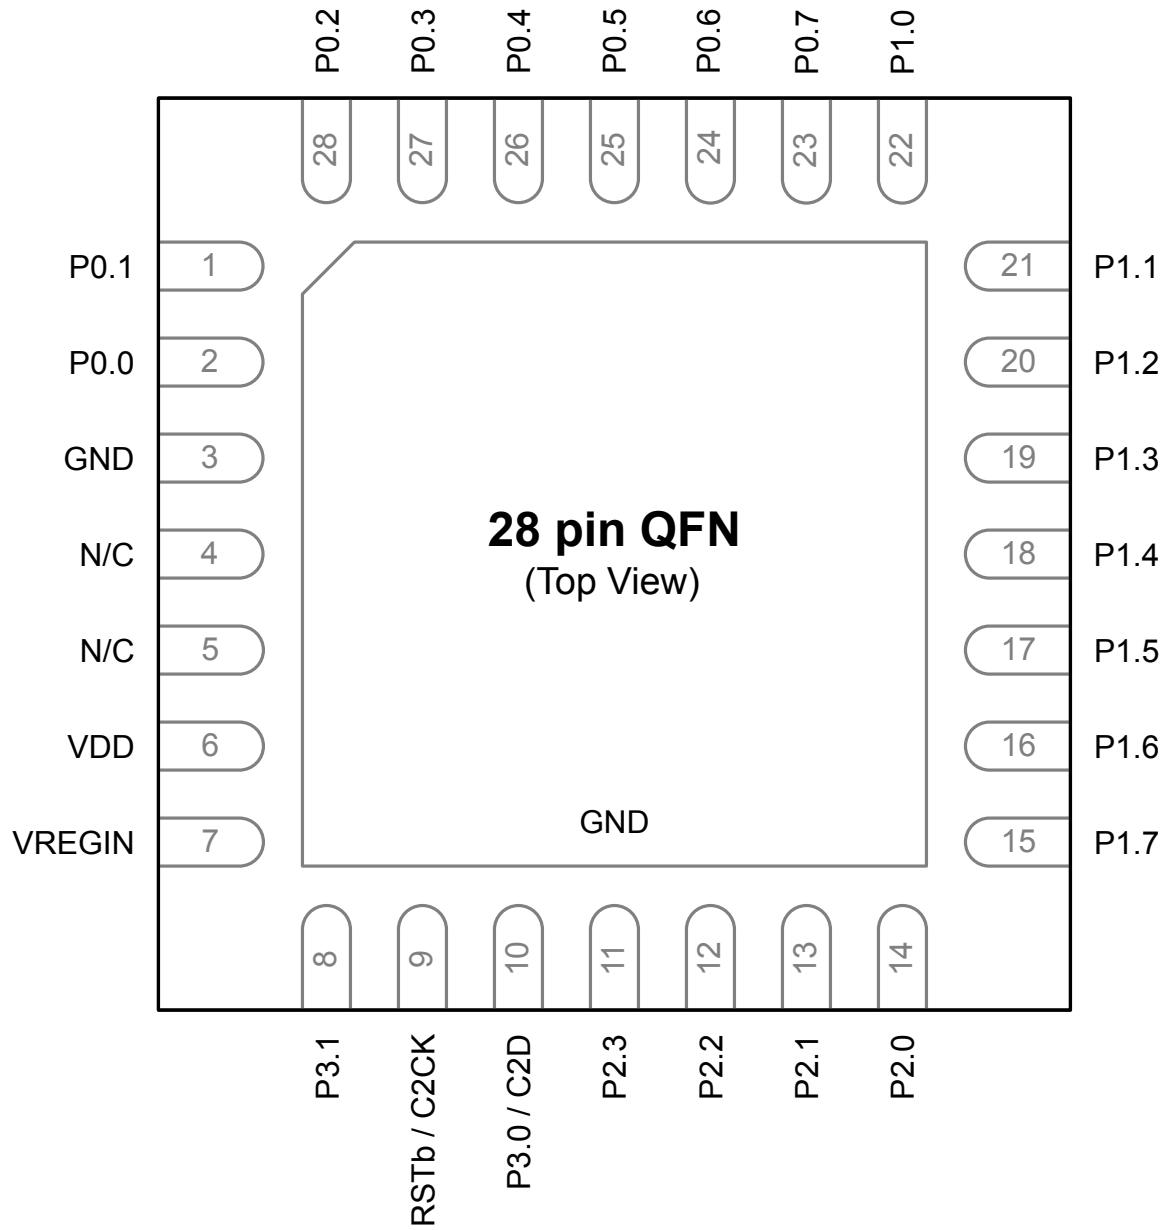 P0.2
P0.3
P0.4
P0.5
P0.6
P0.7
P1.0
28
27
26
25
24
23
22
P0.1
1
21
P1.1
P0.0
2
20
P1.2
GND
3
19
P1.3
28 pin QFN
(Top View)
N/C
4
18
P1.4
N/C
5
17
P1.5
VDD
6
16
P1.6
GND
VREGIN
7
15
P1.7
8
9
10
11
12
13
14
P3.1
RSTb / C2CK
P3.0 / C2D
P2.3
P2.2
P2.1
P2.0